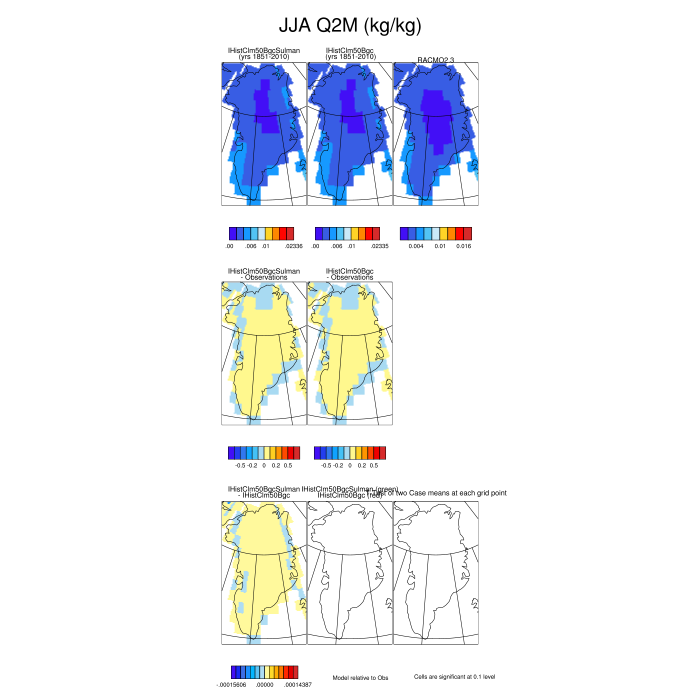 JJA Q2M (kg/kg)
IHistClm50BgcSulman
(yrs 1851-2010)
IHistClm50Bgc
(yrs 1851-2010)
RACMO2.3
.00 .006 .01 .02336
.00 .006 .01 .02335
0.004 0.01 0.016
IHistClm50BgcSulman
- Observations
IHistClm50Bgc
- Observations
-0.5 -0.2 0 0.2 0.5
-0.5 -0.2 0 0.2 0.5
IHistClm50BgcSulman
- IHistClm50Bgc
IHistClm50BgcSulman (green)
IHistClm50Bgc (red)
of two Case means at each grid point
-.00015606 .00000 .00014387
Model relative to Obs
Cells are significant at 0.1 level